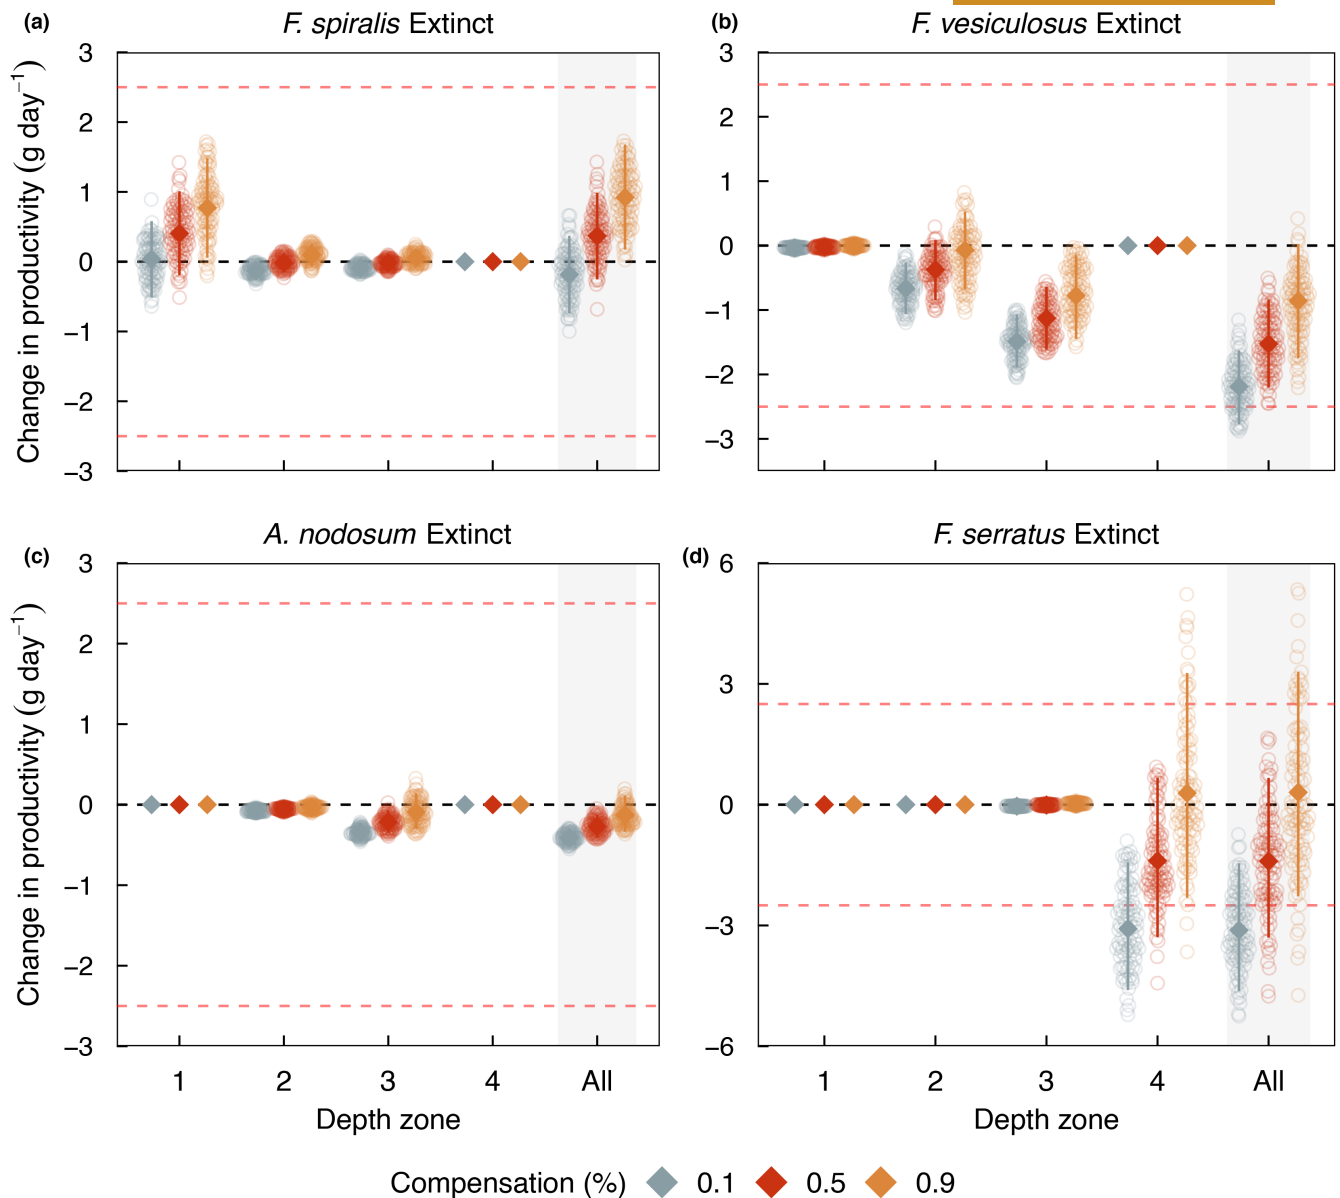 (a) F. spiralis Extinct
(b) F. vesiculosus Extinct
Change in productivity (g day⁻¹)
3
2
1
0
−1
−2
−3
1 2 3 4 All
3
2
1
0
−1
−2
−3
(c) A. nodosum Extinct
(d) F. serratus Extinct
Change in productivity (g day⁻¹)
3
2
1
0
−1
−2
−3
6
3
0
−3
−6
1 2 3 4 All
Depth zone
Depth zone
Compensation (%) 0.1 0.5 0.9